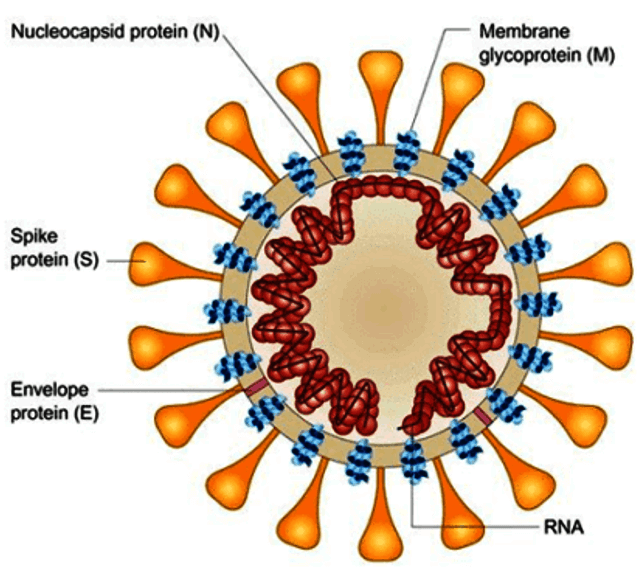 Nucleocapsid protein (N)
Membrane
glycoprotein (M)
Spike
protein (S)
Envelope
protein (E)
RNA